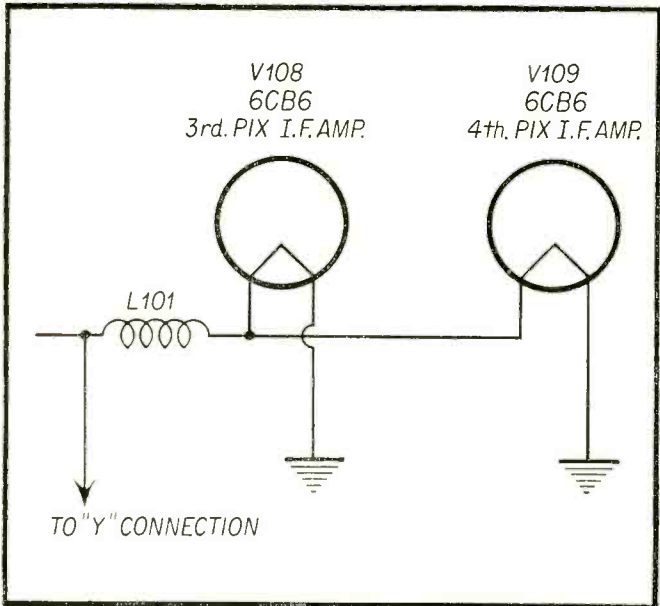 V108
6CB6
3rd. PIX I.F. AMP.
V109
6CB6
4th. PIX I.F. AMP.
L101
TO "Y" CONNECTION